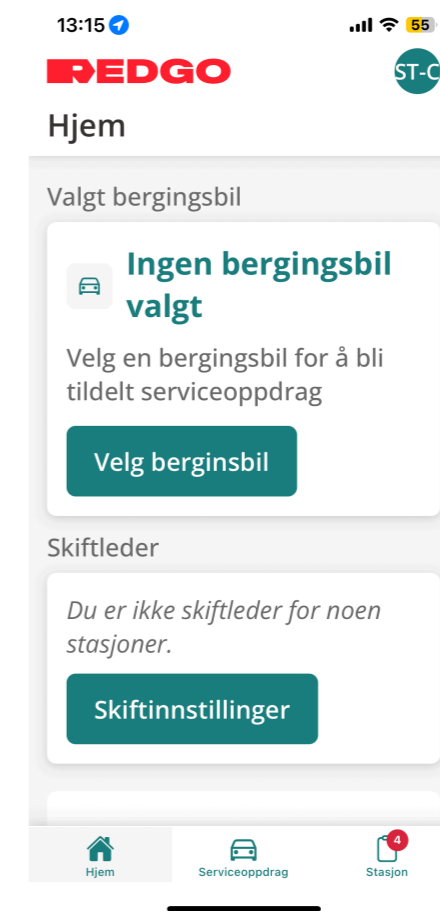 13:15
55
REDGO
ST-C
Hjem
Valgt bergingsbil
Ingen bergingsbil
valgt
Velg en bergingsbil for å bli
tildelt serviceoppdrag
Velg berginsbil
Skiftleder
Du er ikke skiftleder for noen
stasjoner.
Skiftinnstillinger
4
Hjem
Serviceoppdrag
Stasjon